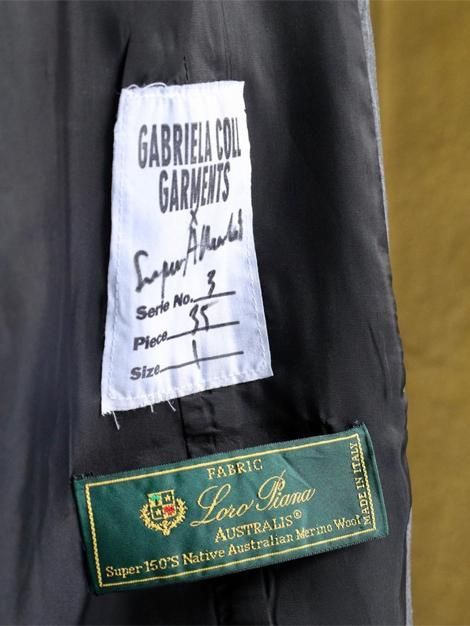 GABRIELA COLL
GARMENTS
X
Serie No. 3
Piece 35
Size 1
FABRIC
Loro Piana
AUSTRALIS®
Super 150'S Native Australian Merino Wool
MADE IN ITALY